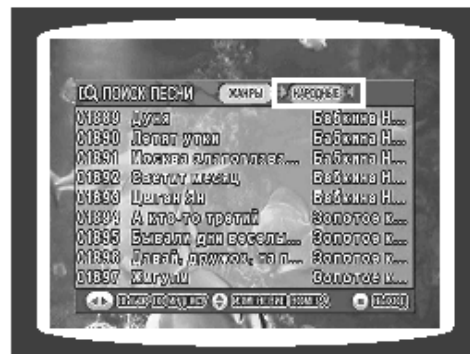 ПОИСК ПЕСНИ ЖАНРЫ НАРОДНЫЕ
01889 Дуня Бабкина Н...
01890 Летят утки Бабкина Н...
01891 Москва златоглава... Бабкина Н...
01892 Светит месяц Бабкина Н...
01893 Цыган Ян Бабкина Н...
01894 А кто-то третий Золотое к...
01895 Бывали дни веселы... Золотое к...
01896 Давай, дружок, на п... Золотое к...
01897 Жигули Золотое к...